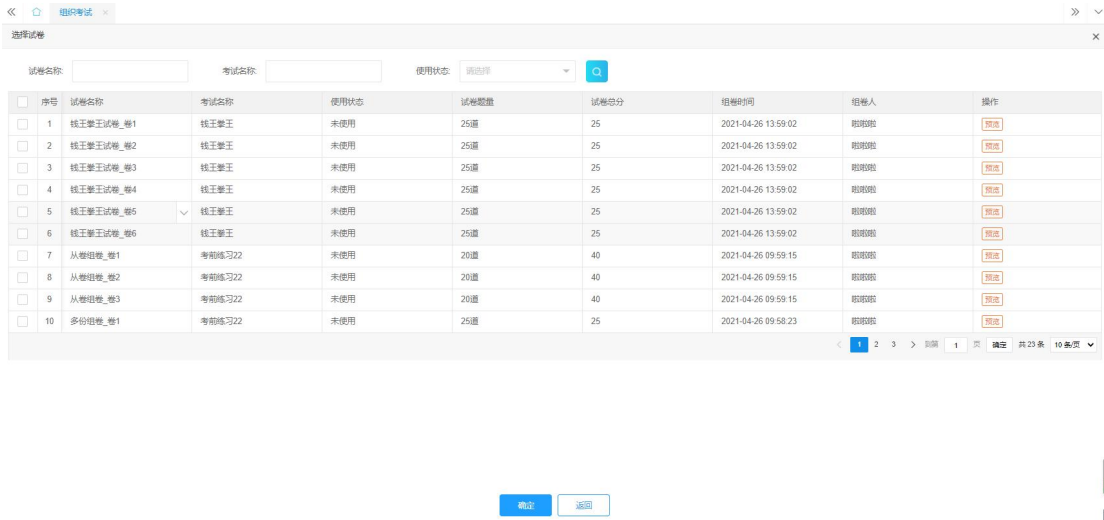 组织考试
选择试卷
试卷名称: 考试名称: 使用状态: 请选择
序号 试卷名称 考试名称 使用状态 试卷题量 试卷总分 组卷时间 组卷人 操作
1 钱王拳王试卷_卷1 钱王拳王 未使用 25道 25 2021-04-26 13:59:02 啦啦啦 预览
2 钱王拳王试卷_卷2 钱王拳王 未使用 25道 25 2021-04-26 13:59:02 啦啦啦 预览
3 钱王拳王试卷_卷3 钱王拳王 未使用 25道 25 2021-04-26 13:59:02 啦啦啦 预览
4 钱王拳王试卷_卷4 钱王拳王 未使用 25道 25 2021-04-26 13:59:02 啦啦啦 预览
5 钱王拳王试卷_卷5 钱王拳王 未使用 25道 25 2021-04-26 13:59:02 啦啦啦 预览
6 钱王拳王试卷_卷6 钱王拳王 未使用 25道 25 2021-04-26 13:59:02 啦啦啦 预览
7 从卷组卷_卷1 考前练习22 未使用 20道 40 2021-04-26 09:59:15 啦啦啦 预览
8 从卷组卷_卷2 考前练习22 未使用 20道 40 2021-04-26 09:59:15 啦啦啦 预览
9 从卷组卷_卷3 考前练习22 未使用 20道 40 2021-04-26 09:59:15 啦啦啦 预览
10 多份组卷_卷1 考前练习22 未使用 25道 25 2021-04-26 09:58:23 啦啦啦 预览
1 2 3 到第 1 页 确定 共 23 条 10 条/页
确定 返回